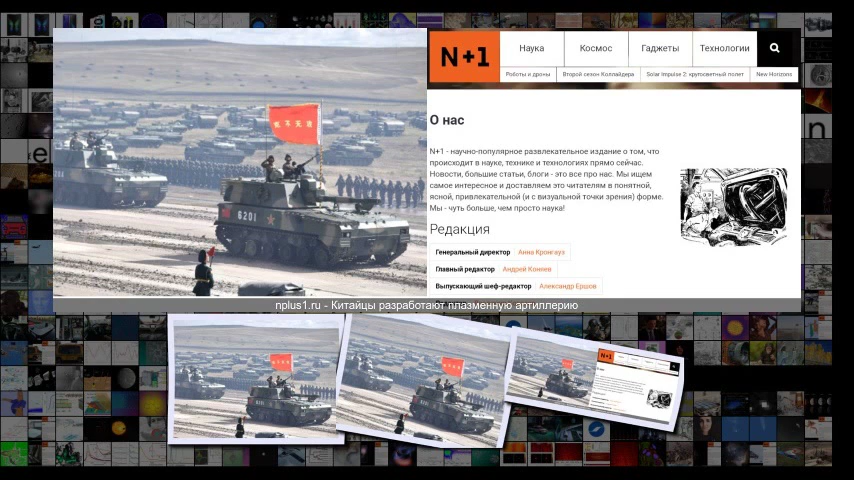 N+1
Наука
Космос
Гаджеты
Технологии
Роботы и дроны
Второй сезон Коллайдера
Solar Impulse 2: кругосветный полет
New Horizons
О нас
N+1 - научно-популярное развлекательное издание о том, что
происходит в науке, технике и технологиях прямо сейчас.
Новости, большие статьи, блоги - это все про нас. Мы ищем
самое интересное и доставляем это читателям в понятной,
ясной, привлекательной (и с визуальной точки зрения) форме.
Мы - чуть больше, чем просто наука!
Редакция
Генеральный директор Анна Кронгауз
Главный редактор Андрей Коняев
Выпускающий шеф-редактор Александр Ершов
6201
nplus1.ru - Китайцы разработают плазменную артиллерию